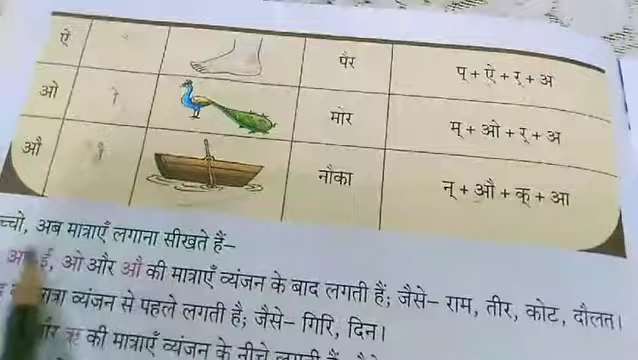 ऐ पैर प् + ऐ + र् + अ
ओ मोर म् + ओ + र् + अ
औ नौका न् + औ + क् + आ
अब मात्राएँ लगाना सीखते हैं–
ई, ओ और औ की मात्राएँ व्यंजन के बाद लगती हैं; जैसे– राम, तीर, कोट, दौलत।
व्यंजन से पहले लगती है; जैसे– गिरि, दिन।
ऋ की मात्राएँ व्यंजन के नीचे